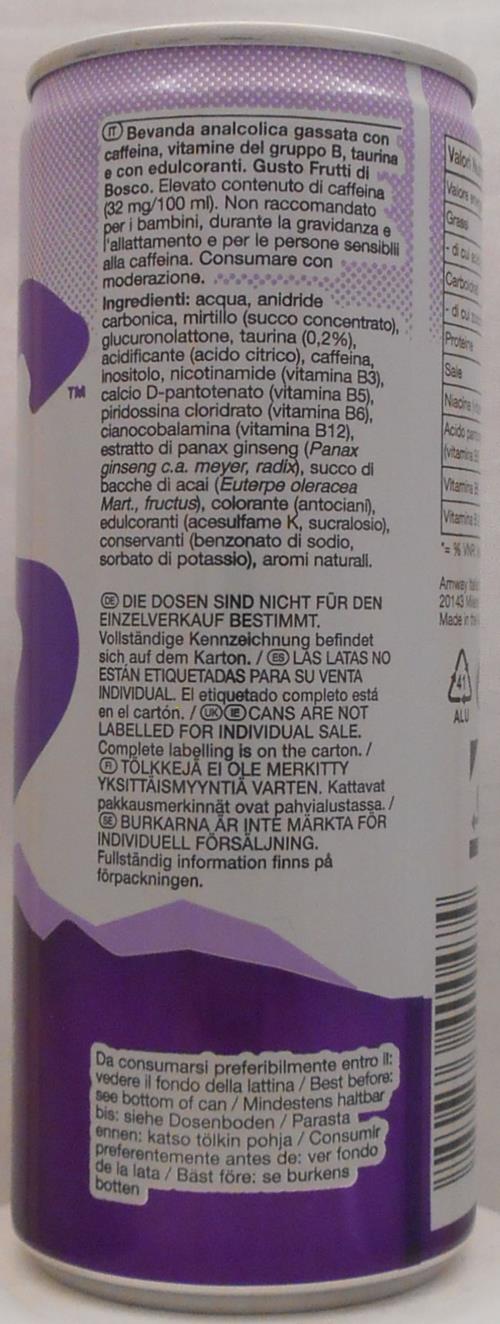 IT Bevanda analcolica gassata con
caffeina, vitamine del gruppo B, taurina
e con edulcoranti. Gusto Frutti di
Bosco. Elevato contenuto di caffeina
(32 mg/100 ml). Non raccomandato
per i bambini, durante la gravidanza e
l'allattamento e per le persone sensibili
alla caffeina. Consumare con
moderazione.
Ingredienti: acqua, anidride
carbonica, mirtillo (succo concentrato),
glucuronolattone, taurina (0,2%),
acidificante (acido citrico), caffeina,
inositolo, nicotinamide (vitamina B3),
calcio D-pantotenato (vitamina B5),
piridossina cloridrato (vitamina B6),
cianocobalamina (vitamina B12),
estratto di panax ginseng (Panax
ginseng c.a. meyer, radix), succo di
bacche di acai (Euterpe oleracea
Mart., fructus), colorante (antociani),
edulcoranti (acesulfame K, sucralosio),
conservanti (benzonato di sodio,
sorbato di potassio), aromi naturali.
TM
DE DIE DOSEN SIND NICHT FÜR DEN
EINZELVERKAUF BESTIMMT.
Vollständige Kennzeichnung befindet
sich auf dem Karton. / ES LAS LATAS NO
ESTÁN ETIQUETADAS PARA SU VENTA
INDIVIDUAL. El etiquetado completo está
en el cartón. / UK IE CANS ARE NOT
LABELLED FOR INDIVIDUAL SALE.
Complete labelling is on the carton. /
FI TÖLKKEJÄ EI OLE MERKITTY
YKSITTÄISMYYNTIÄ VARTEN. Kattavat
pakkausmerkinnät ovat pahvialustassa. /
SE BURKARNA ÄR INTE MÄRKTA FÖR
INDIVIDUELL FÖRSÄLJNING.
Fullständig information finns på
förpackningen.
Da consumarsi preferibilmente entro il:
vedere il fondo della lattina / Best before:
see bottom of can / Mindestens haltbar
bis: siehe Dosenboden / Parasta
ennen: katso tölkin pohja / Consumir
preferentemente antes de: ver fondo
de la lata / Bäst före: se burkens
botten
Valori
Valore
Grassi
- di cui
Carboidrati
- di cui
Proteine
Sale
Niacina
Acido
(vitamina
Vitamina
Vitamina
*= % VNR
Amway
20143
Made in
41
ALU